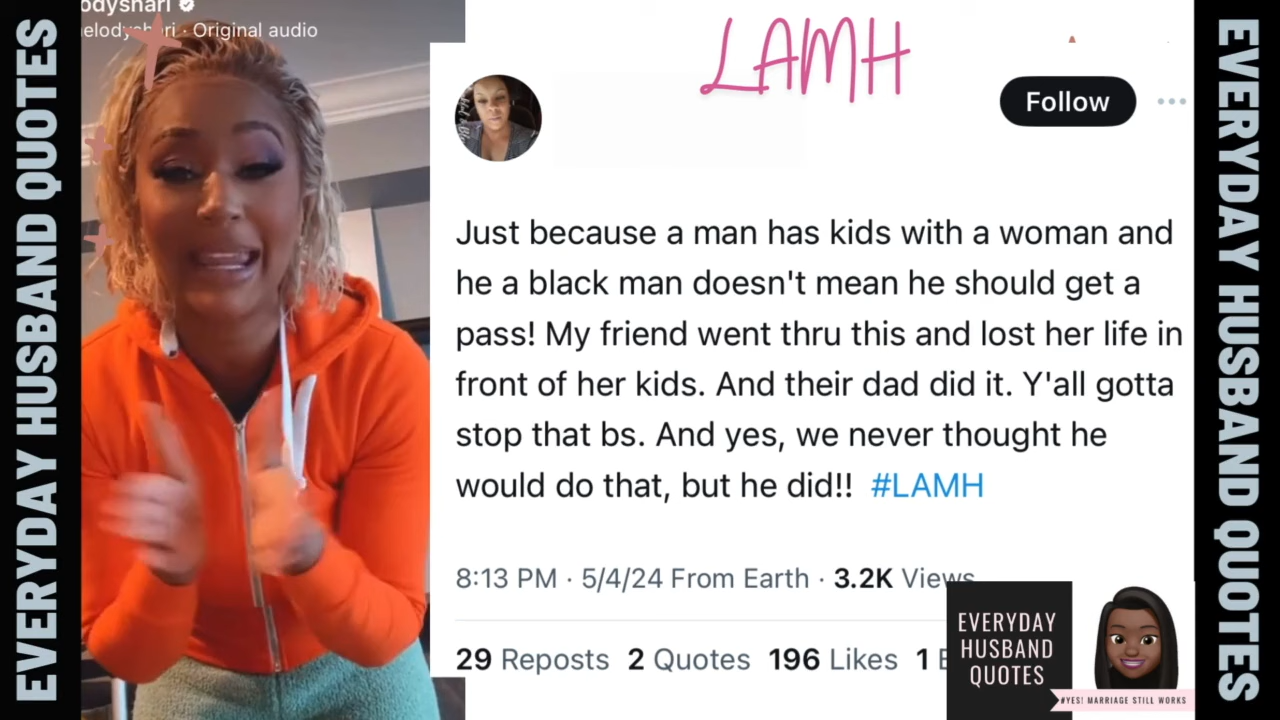 EVERYDAY HUSBAND QUOTES
odyshari
elodyshari · Original audio
LAMH
Follow
Just because a man has kids with a woman and
he a black man doesn't mean he should get a
pass! My friend went thru this and lost her life in
front of her kids. And their dad did it. Y'all gotta
stop that bs. And yes, we never thought he
would do that, but he did!! #LAMH
8:13 PM · 5/4/24 From Earth · 3.2K Views
29 Reposts 2 Quotes 196 Likes 1
EVERYDAY
HUSBAND
QUOTES
#YES! MARRIAGE STILL WORKS
EVERYDAY HUSBAND QUOTES